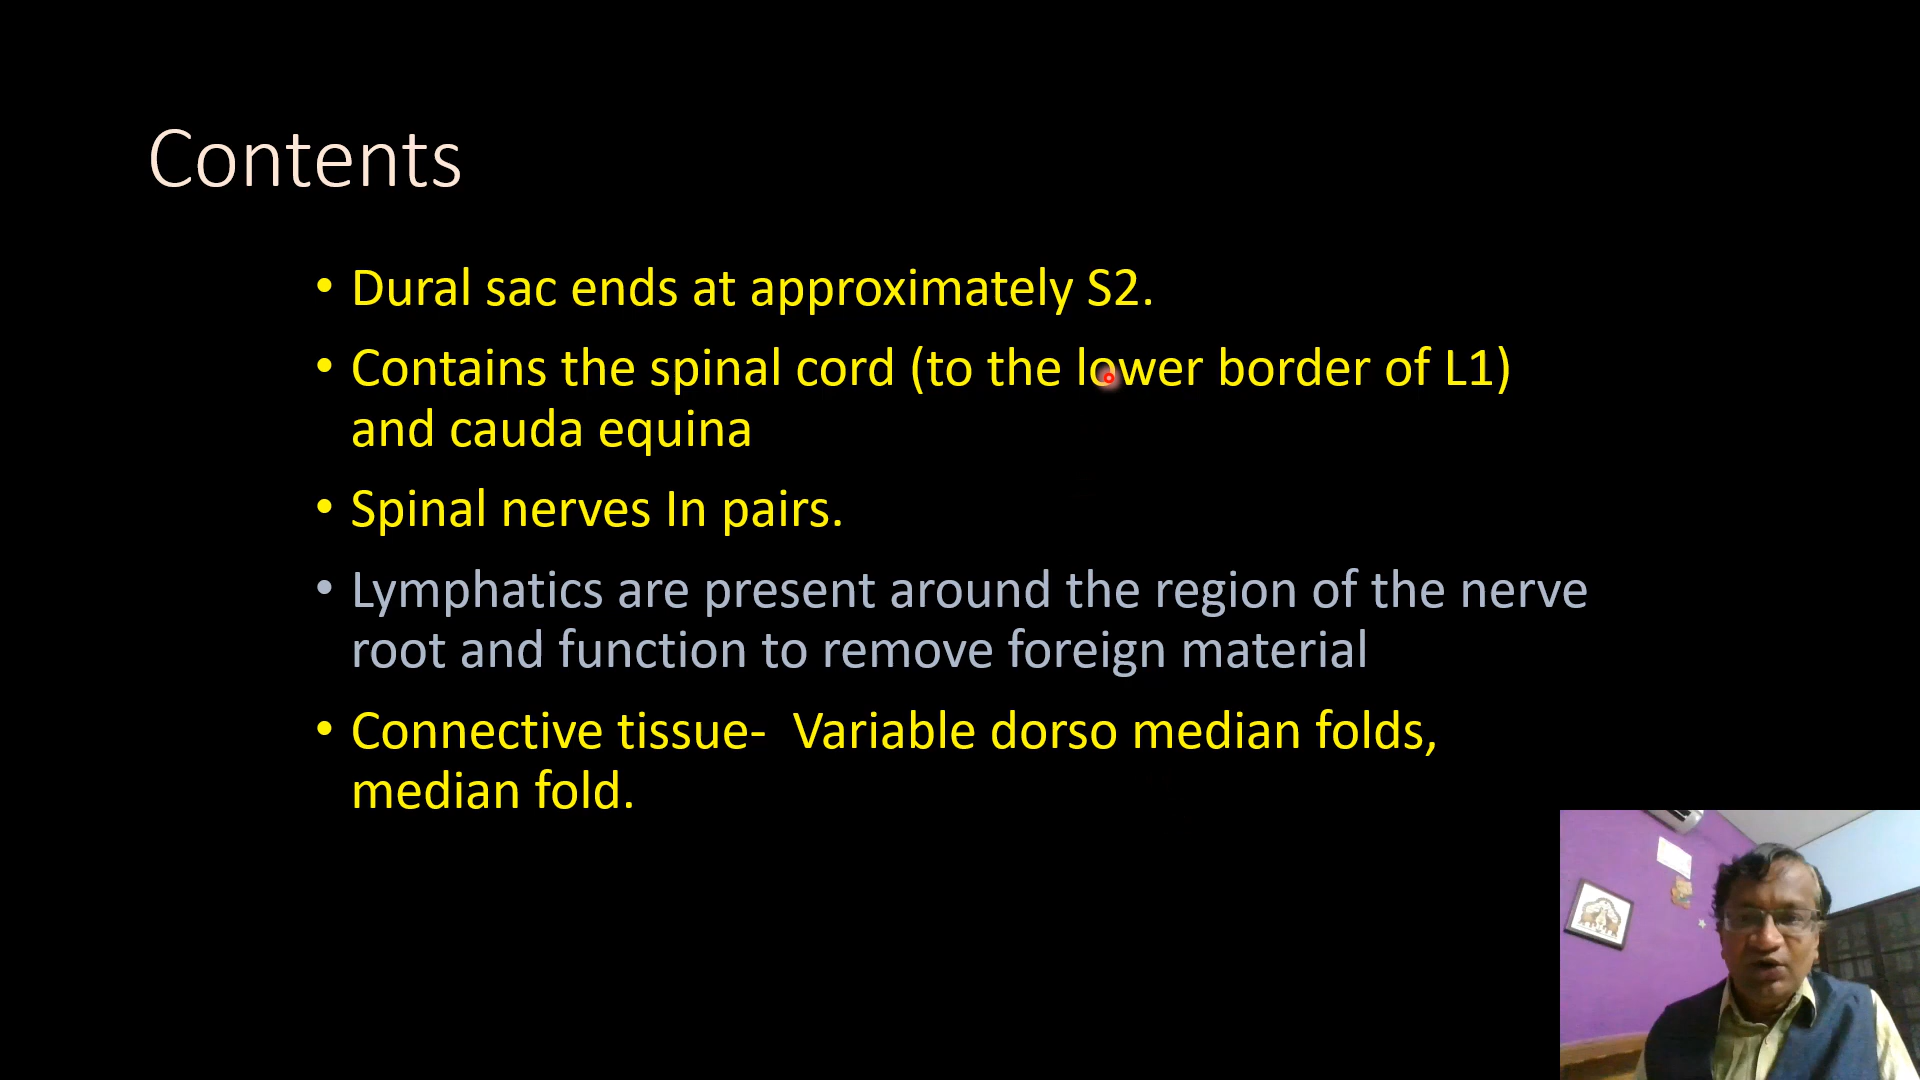 Contents
• Dural sac ends at approximately S2.
• Contains the spinal cord (to the lower border of L1)
and cauda equina
• Spinal nerves In pairs.
• Lymphatics are present around the region of the nerve
root and function to remove foreign material
• Connective tissue-  Variable dorso median folds,
median fold.